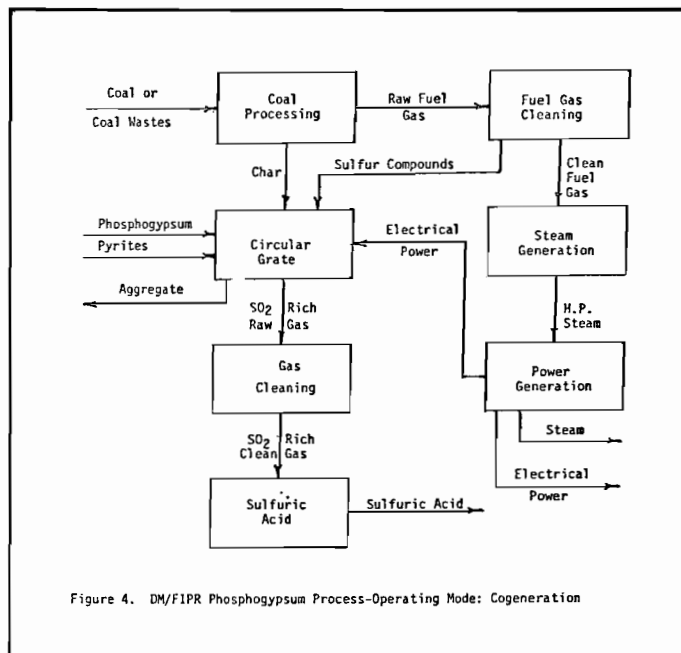 Coal or
Coal Wastes
Coal
Processing
Raw Fuel
Gas
Fuel Gas
Cleaning
Char
Sulfur Compounds
Clean
Fuel
Gas
Phosphogypsum
Pyrites
Circular
Grate
Electrical
Power
Steam Generation
Aggregate
SO2 Rich
Raw Gas
H.P.
Steam
Gas
Cleaning
Power
Generation
Steam
SO2 Rich
Clean Gas
Electrical
Power
Sulfuric
Acid
Sulfuric Acid
Figure 4. DM/FIPR Phosphogypsum Process-Operating Mode: Cogeneration